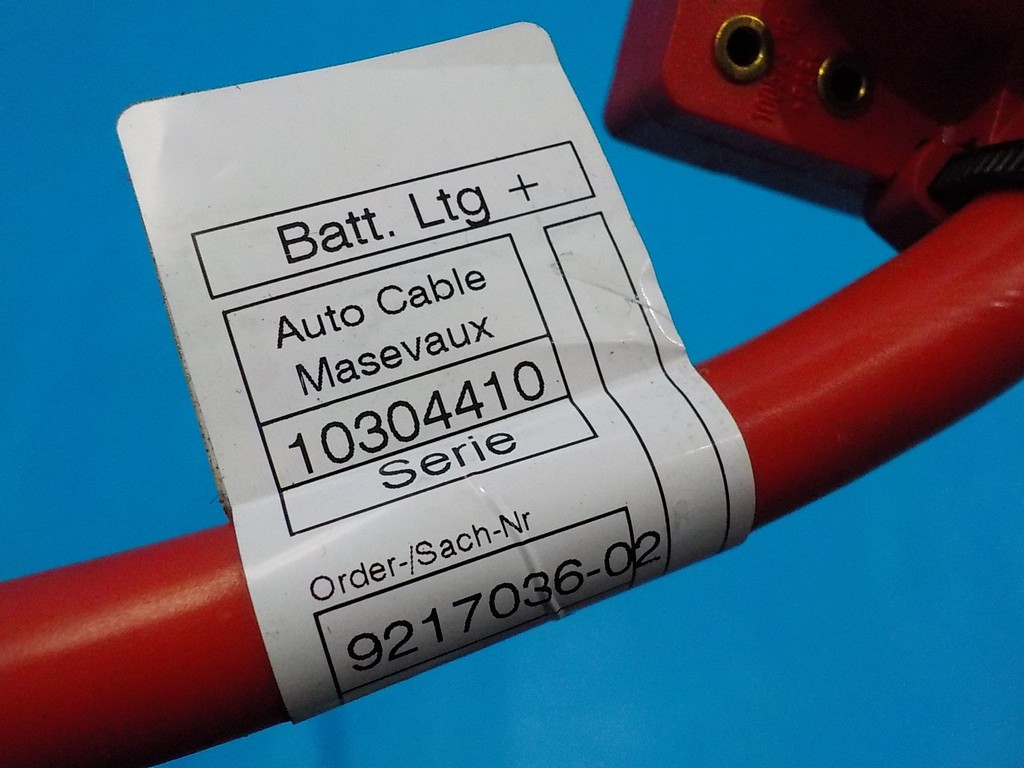 Batt. Ltg +
Auto Cable
Masevaux
10304410
Serie
Order-/Sach-Nr
9217036-02